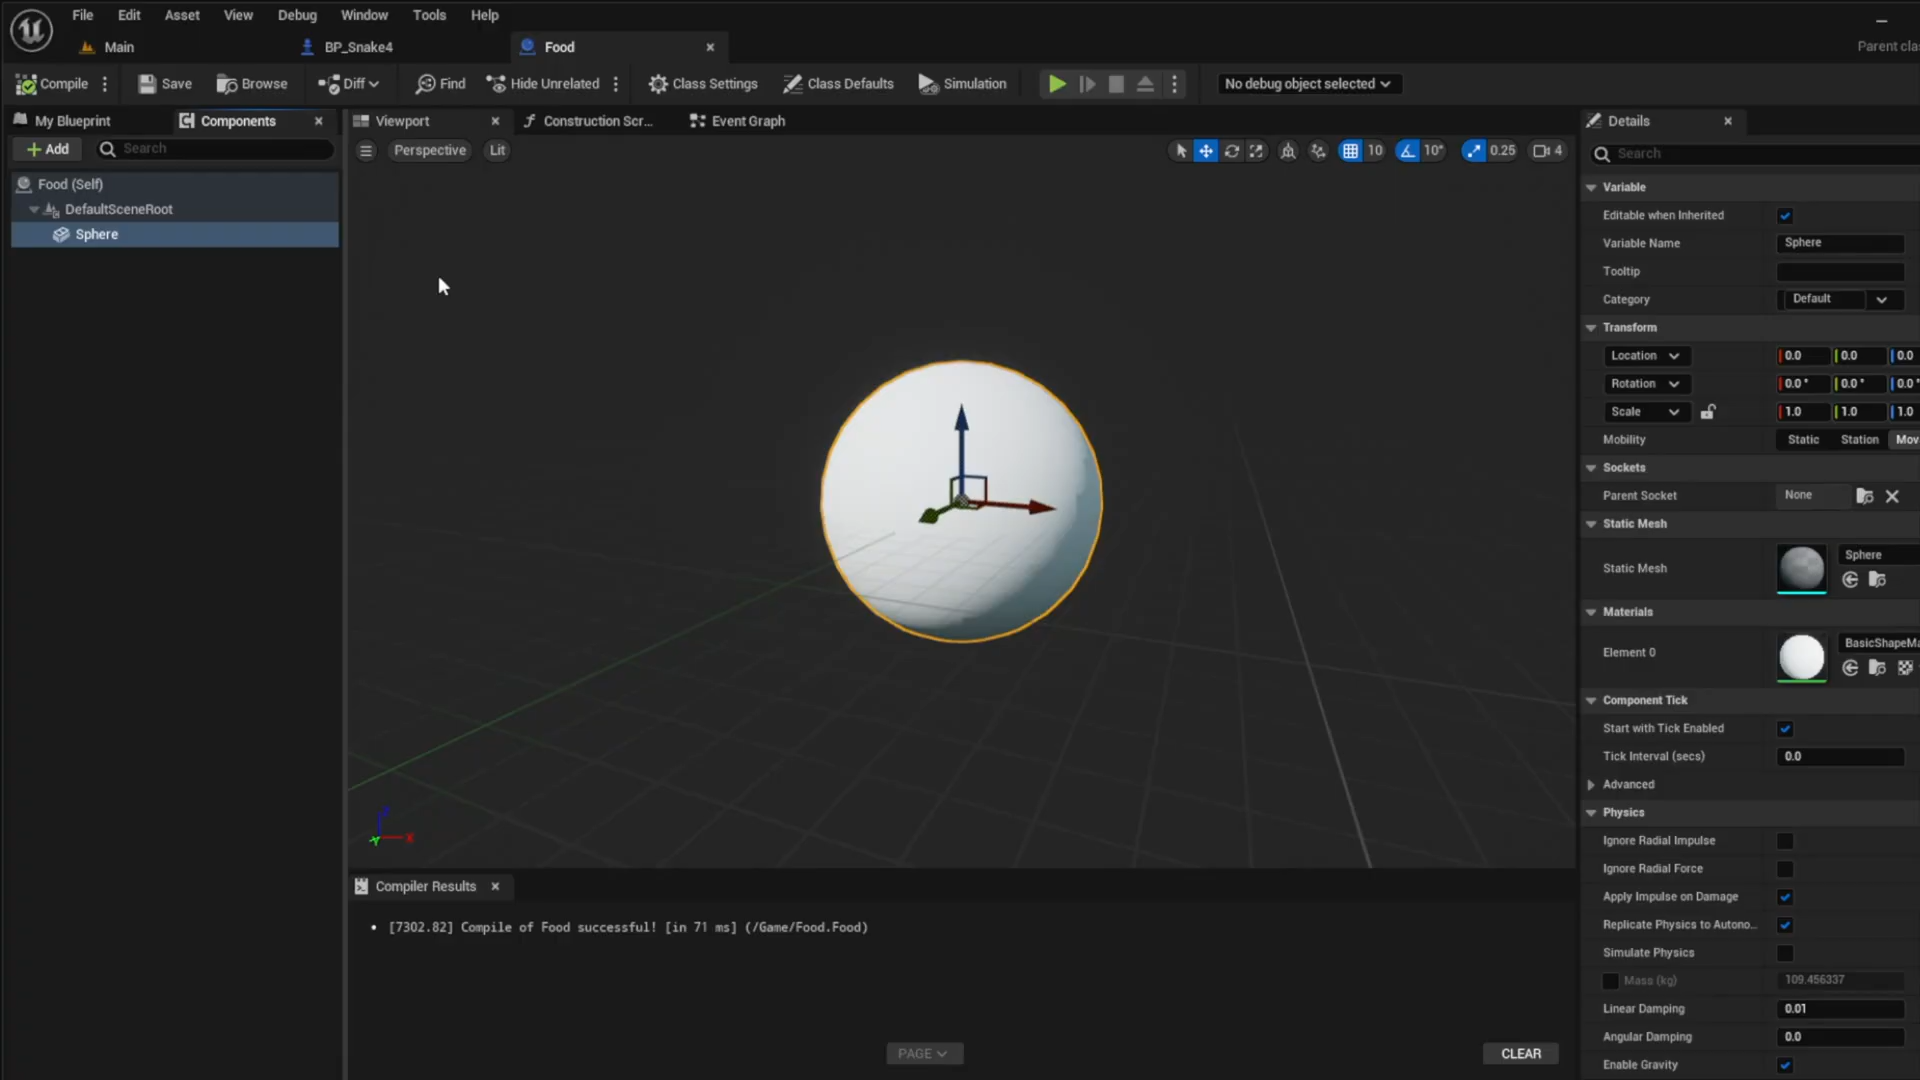 File Edit Asset View Debug Window Tools Help
Main BP_Snake4 Food
Parent clas
Compile Save Browse Diff Find Hide Unrelated Class Settings Class Defaults Simulation No debug object selected
My Blueprint Components Viewport Construction Scr... Event Graph Details
Add Search Perspective Lit 10 10° 0.25 4 Search
Food (Self)
DefaultSceneRoot
Sphere
Variable
Editable when Inherited
Variable Name Sphere
Tooltip
Category Default
Transform
Location 0.0 0.0 0.0
Rotation 0.0° 0.0° 0.0°
Scale 1.0 1.0 1.0
Mobility Static Station Mov
Sockets
Parent Socket None
Static Mesh
Sphere
Static Mesh
Materials
BasicShapeMa
Element 0
Component Tick
Start with Tick Enabled
Tick Interval (secs) 0.0
Advanced
Physics
Ignore Radial Impulse
Ignore Radial Force
Apply Impulse on Damage
Replicate Physics to Autono...
Simulate Physics
Mass (kg) 109.456337
Linear Damping 0.01
Angular Damping 0.0
Enable Gravity
X
Compiler Results
• [7302.82] Compile of Food successful! [in 71 ms] (/Game/Food.Food)
PAGE CLEAR